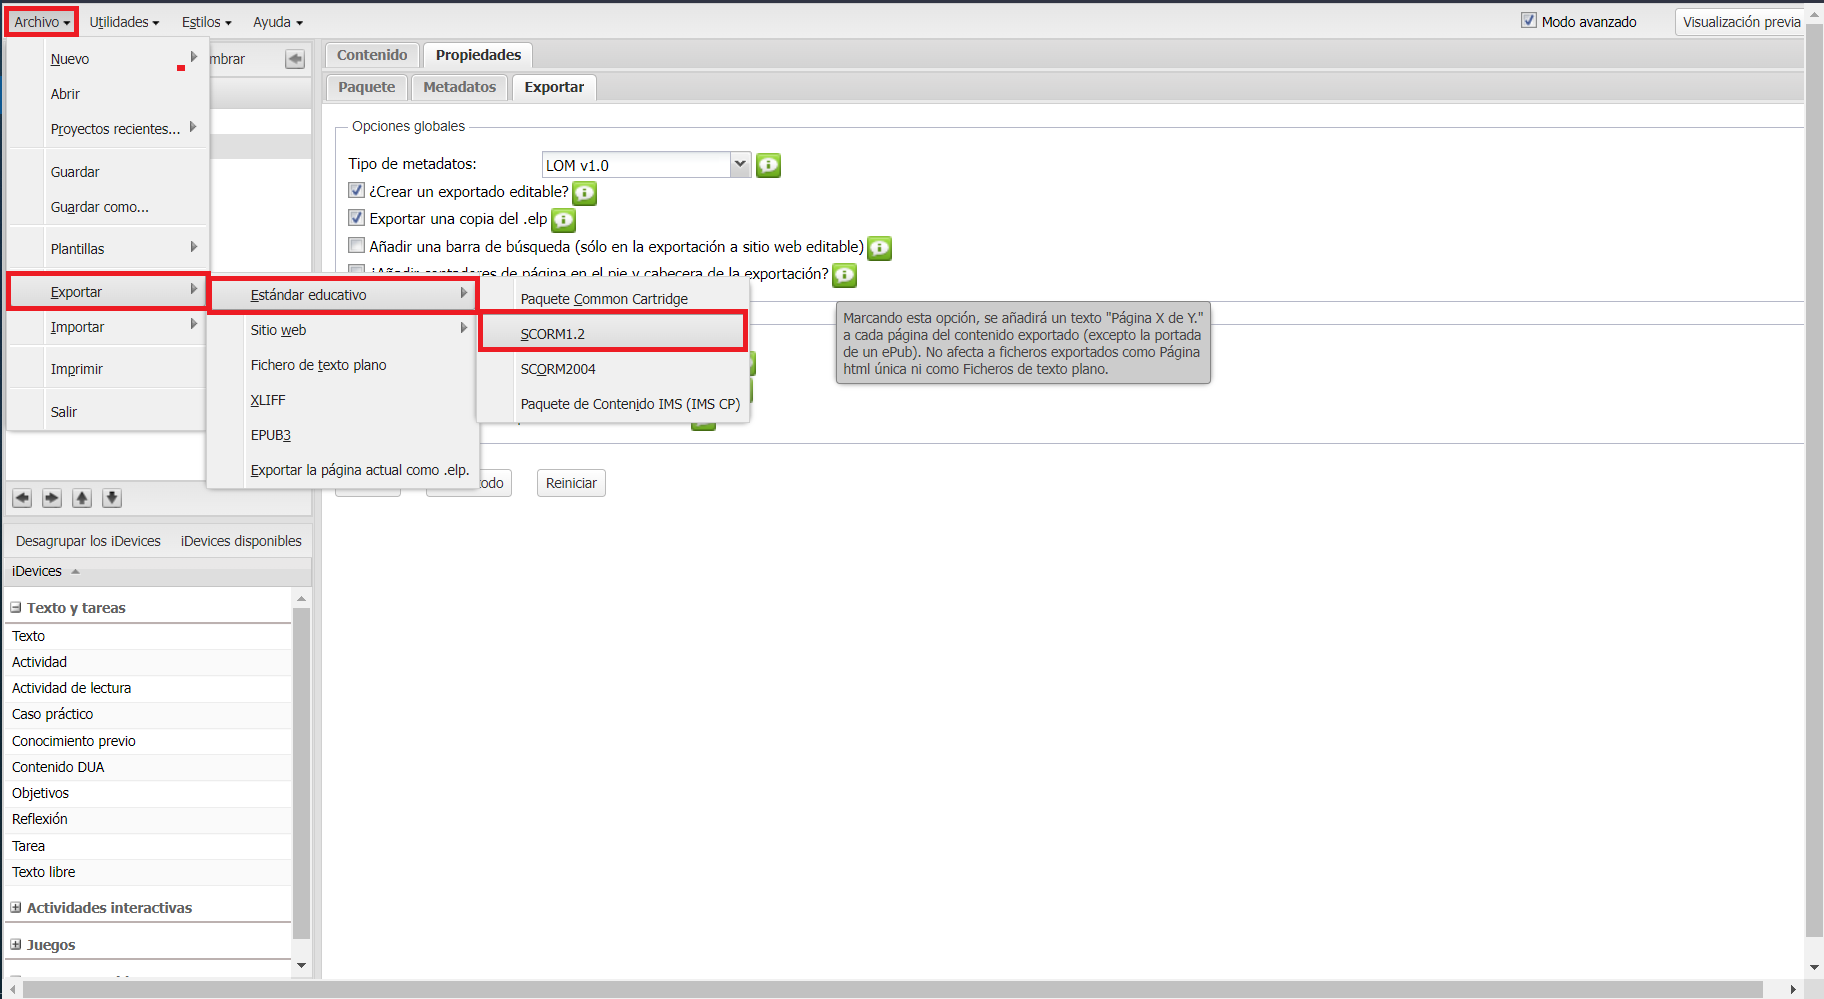 Archivo Utilidades Estilos Ayuda Modo avanzado Visualización previa
Nuevo
mbrar
Abrir
Proyectos recientes...
Guardar
Guardar como...
Plantillas
Exportar
Importar
Imprimir
Salir
Estándar educativo
Sitio web
Fichero de texto plano
XLIFF
EPUB3
Exportar la página actual como .elp.
Paquete Common Cartridge
SCORM1.2
SCORM2004
Paquete de Contenido IMS (IMS CP)
Contenido Propiedades
Paquete Metadatos Exportar
Opciones globales
Tipo de metadatos: LOM v1.0
¿Crear un exportado editable?
Exportar una copia del .elp
Añadir una barra de búsqueda (sólo en la exportación a sitio web editable)
¿Añadir contadores de página en el pie y cabecera de la exportación?
Marcando esta opción, se añadirá un texto "Página X de Y."
a cada página del contenido exportado (excepto la portada
de un ePub). No afecta a ficheros exportados como Página
html única ni como Ficheros de texto plano.
odo Reiniciar
Desagrupar los iDevices iDevices disponibles
iDevices
Texto y tareas
Texto
Actividad
Actividad de lectura
Caso práctico
Conocimiento previo
Contenido DUA
Objetivos
Reflexión
Tarea
Texto libre
Actividades interactivas
Juegos